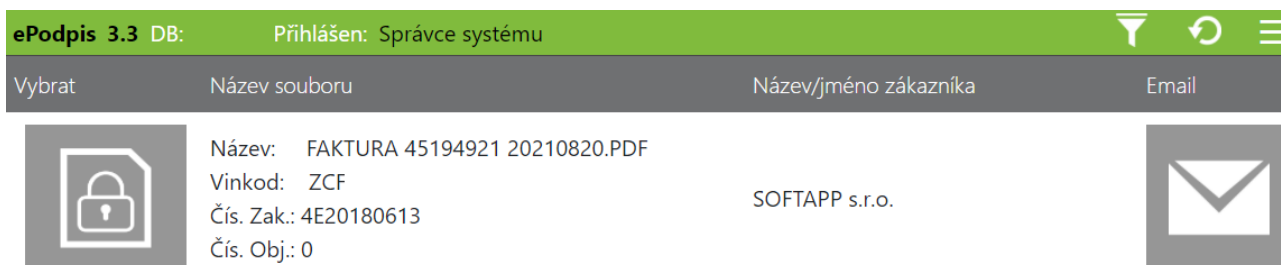 ePodpis 3.3 DB: Přihlášen: Správce systému
Vybrat Název souboru Název/jméno zákazníka Email
Název: FAKTURA 45194921 20210820.PDF
Vinkod: ZCF
SOFTAPP s.r.o.
Čís. Zak.: 4E20180613
Čís. Obj.: 0